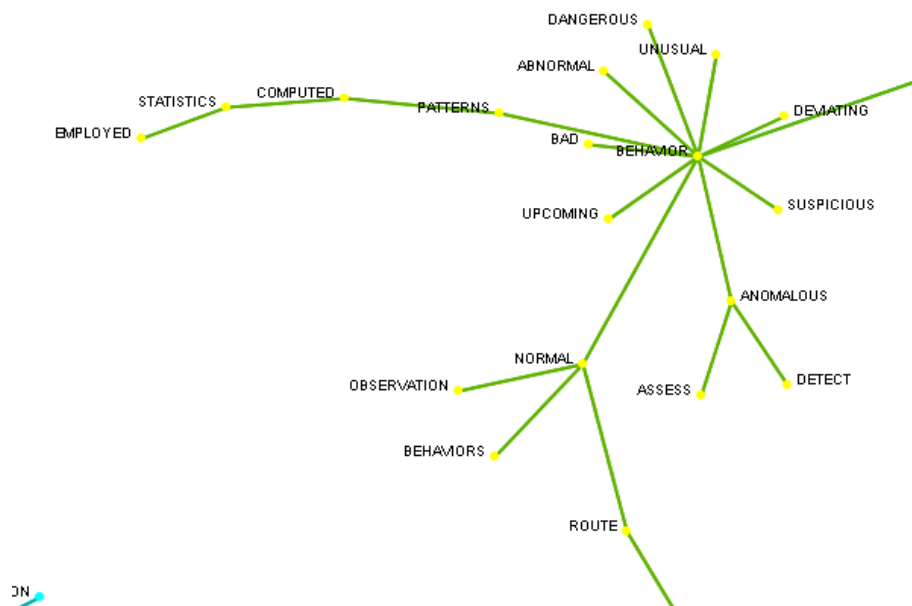 DANGEROUS
UNUSUAL
ABNORMAL
COMPUTED
STATISTICS
PATTERNS
DEVIATING
EMPLOYED
BAD
BEHAVIOR
SUSPICIOUS
UPCOMING
ANOMALOUS
NORMAL
DETECT
OBSERVATION
ASSESS
BEHAVIORS
ROUTE
ON